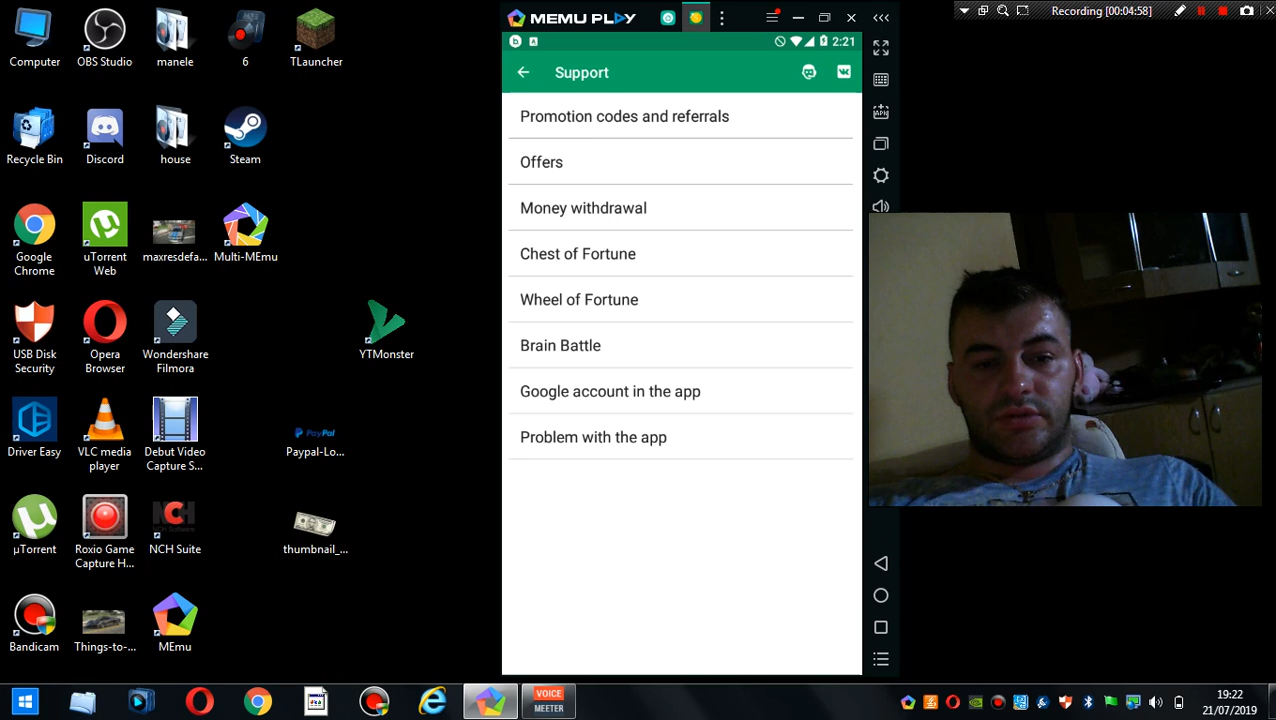 Computer
OBS Studio
manele
6
TLauncher
Recycle Bin
Discord
house
Steam
Google
Chrome
uTorrent
Web
maxresdefa...
Multi-MEmu
USB Disk
Security
Opera
Browser
Wondershare
Filmora
YTMonster
Driver Easy
VLC media
player
Debut Video
Capture S...
PayPal
Paypal-Lo...
µTorrent
Roxio Game
Capture H...
NCH
NCH Suite
thumbnail_...
Bandicam
Things-to-...
MEmu
MEMU PLAY
2:21
Support
Promotion codes and referrals
Offers
Money withdrawal
Chest of Fortune
Wheel of Fortune
Brain Battle
Google account in the app
Problem with the app
Recording [00:04:58]
VOICE
MEETER
19:22
21/07/2019